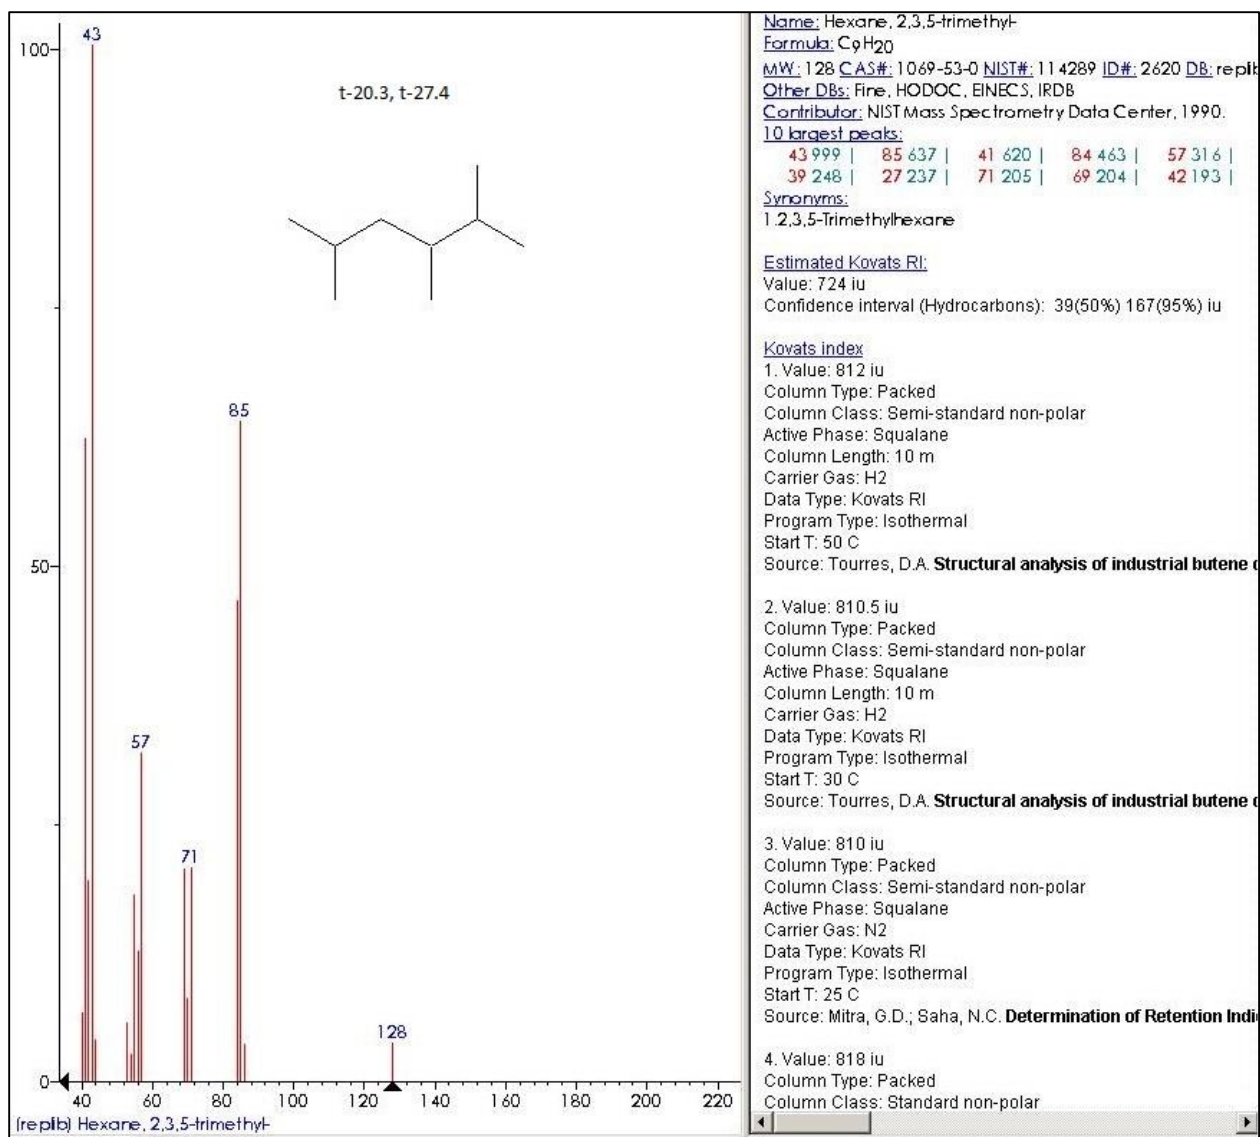 43
100
t-20.3, t-27.4
85
50
57
71
128
0
40 60 80 100 120 140 160 180 200 220
(replib) Hexane, 2,3,5-trimethyl-
Name: Hexane, 2,3,5-trimethyl-
Formula: C9H20
MW: 128 CAS#: 1069-53-0 NIST#: 114289 ID#: 2620 DB: replib
Other DBs: Fine, HODOC, EINECS, IRDB
Contributor: NIST Mass Spectrometry Data Center, 1990.
10 largest peaks:
43 999 | 85 637 | 41 620 | 84 463 | 57 316 |
39 248 | 27 237 | 71 205 | 69 204 | 42 193 |
Synonyms:
1.2,3,5-Trimethylhexane
Estimated Kovats RI:
Value: 724 iu
Confidence interval (Hydrocarbons): 39(50%) 167(95%) iu
Kovats index
1. Value: 812 iu
Column Type: Packed
Column Class: Semi-standard non-polar
Active Phase: Squalane
Column Length: 10 m
Carrier Gas: H2
Data Type: Kovats RI
Program Type: Isothermal
Start T: 50 C
Source: Tourres, D.A. Structural analysis of industrial butene
2. Value: 810.5 iu
Column Type: Packed
Column Class: Semi-standard non-polar
Active Phase: Squalane
Column Length: 10 m
Carrier Gas: H2
Data Type: Kovats RI
Program Type: Isothermal
Start T: 30 C
Source: Tourres, D.A. Structural analysis of industrial butene
3. Value: 810 iu
Column Type: Packed
Column Class: Semi-standard non-polar
Active Phase: Squalane
Carrier Gas: N2
Data Type: Kovats RI
Program Type: Isothermal
Start T: 25 C
Source: Mitra, G.D.; Saha, N.C. Determination of Retention Indi
4. Value: 818 iu
Column Type: Packed
Column Class: Standard non-polar